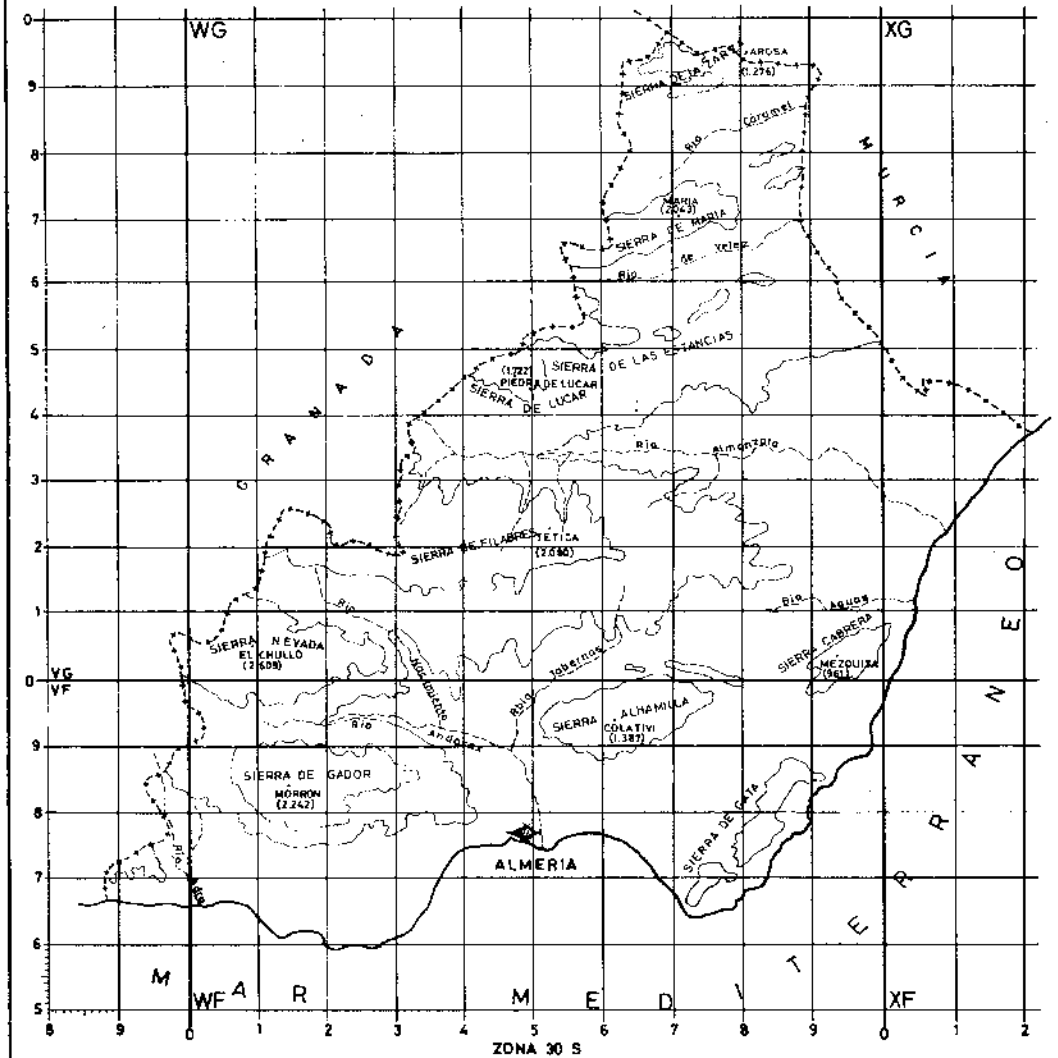 WG
XG
0
9
8
7
6
5
4
3
2
1
0
9
8
7
6
5
AROSA
(1.276)
SIERRA DE LA ZARZ
Rio Caramel
MURCIA
MARIA
(2.043)
SIERRA DE MARIA
Rio de Velez
GRANADA
SIERRA DE LAS ESTANCIAS
(1.722)
PIEDRA DE LUCAR
SIERRA DE LUCAR
Rio Almanzora
SIERRA DE FILABRES
TÉTICA
(2.080)
Rio Aguas
Rio Nacimiento
SIERRA NEVADA
EL CHULLO
(2.609)
SIERRA CABRERA
MEZQUITA
(961)
VG
VF
Rbla Tabernas
SIERRA ALHAMILLA
COLATIVI
(1.387)
Rio Andarax
SIERRA DE GADOR
MORRON
(2.242)
SIERRA DE GATA
ALMERIA
Rio Adra
MAR MEDITERRANEO
WF
XF
8 9 0 1 2 3 4 5 6 7 8 9 0 1 2
ZONA 30 S